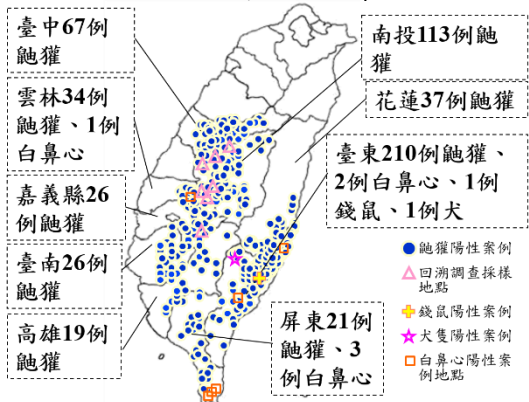 臺中67例
鼬獾
南投113例鼬
獾
雲林34例
鼬獾、1例
白鼻心
花蓮37例鼬獾
臺東210例鼬獾、
2例白鼻心、1例
錢鼠、1例犬
嘉義縣26
例鼬獾
臺南26例
鼬獾
高雄19例
鼬獾
屏東21例
鼬獾、3
例白鼻心
鼬獾陽性案例
回溯調查採樣
地點
錢鼠陽性案例
犬隻陽性案例
白鼻心陽性案
例地點